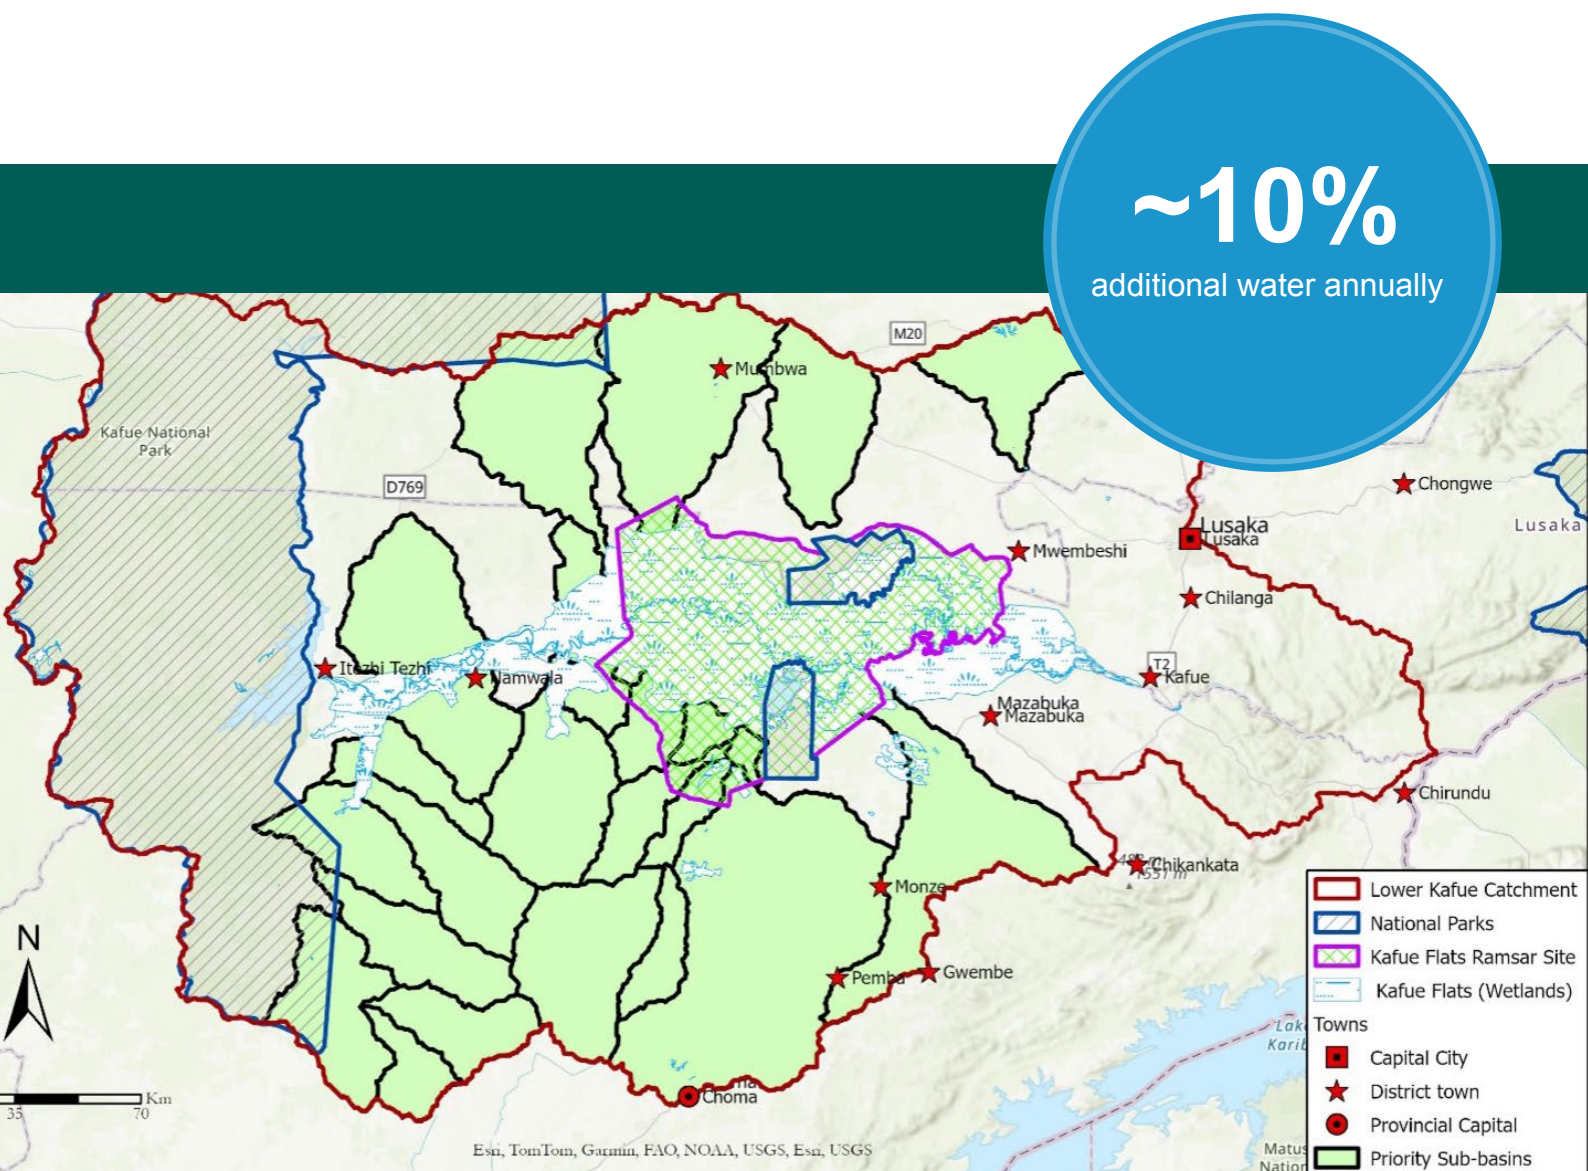 ~10%
additional water annually
M20
Mumbwa
Kafue National
Park
D769
Chongwe
Lusaka
Lusaka
Lusaka
Mwembeshi
Chilanga
Itezhi Tezhi
Namwala
T2
Kafue
Mazabuka
Mazabuka
Chirundu
Chikankata
1551 m
Monze
Pemba
Gwembe
N
Choma
35
70
Km
Esri, TomTom, Garmin, FAO, NOAA, USGS, Esri, USGS
Lower Kafue Catchment
National Parks
Kafue Flats Ramsar Site
Kafue Flats (Wetlands)
Towns
Capital City
District town
Provincial Capital
Priority Sub-basins